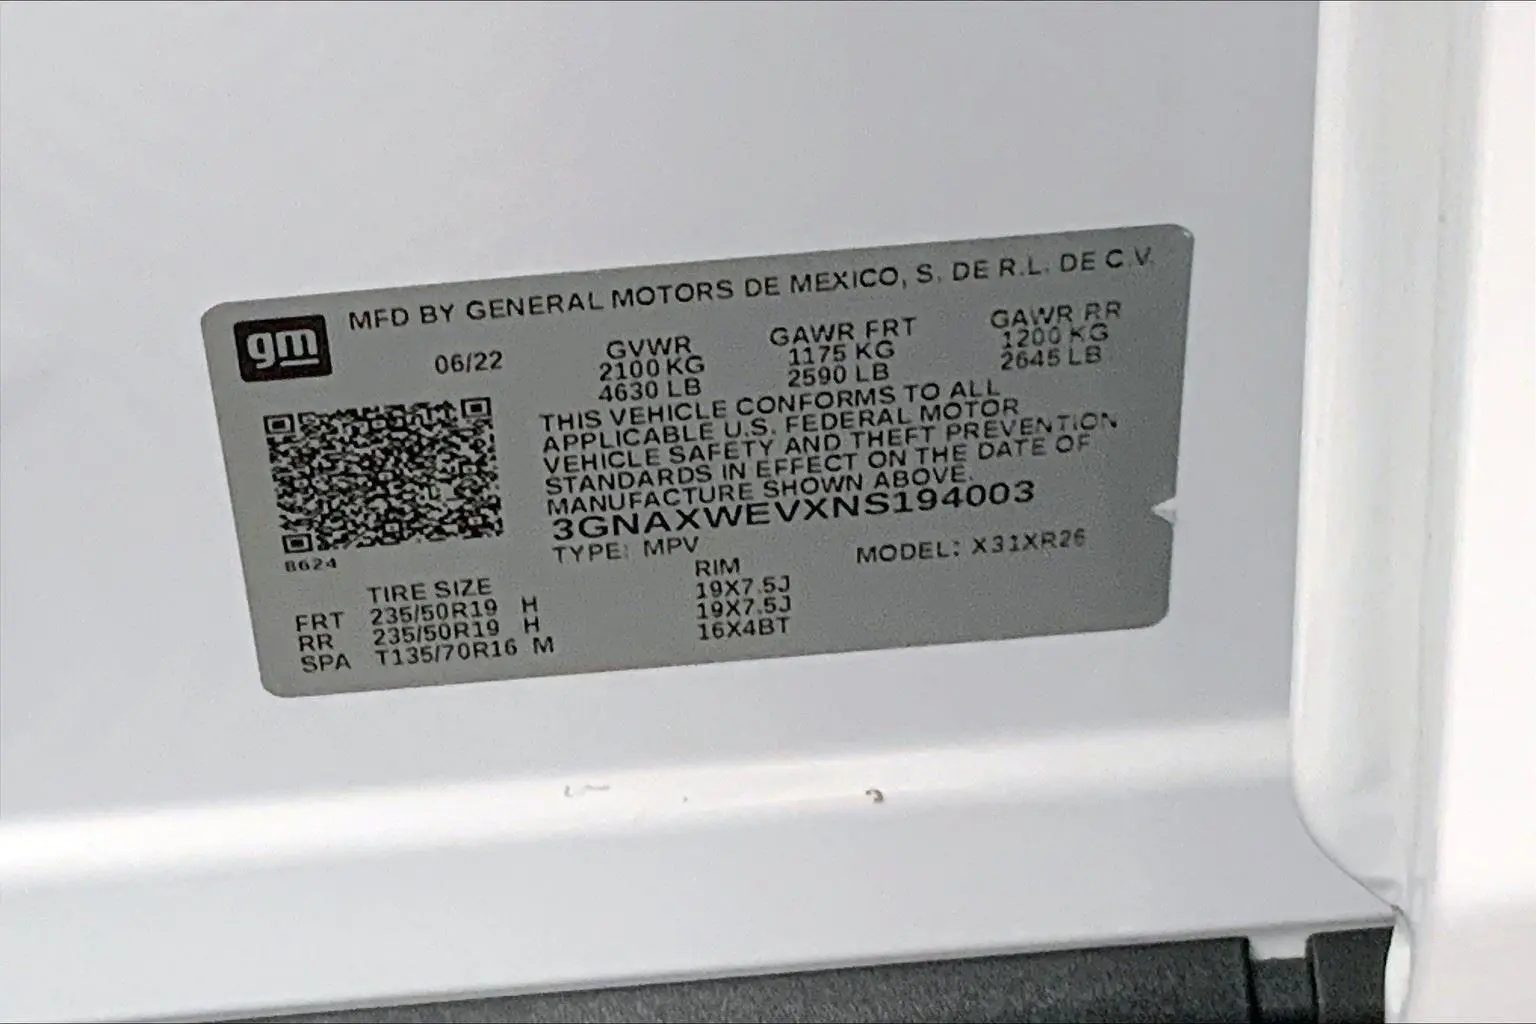 gm
MFD BY GENERAL MOTORS DE MEXICO, S. DE R.L. DE C.V.
06/22
GVWR GAWR FRT GAWR RR
2100 KG 1175 KG 1200 KG
4630 LB 2590 LB 2645 LB
THIS VEHICLE CONFORMS TO ALL
APPLICABLE U.S. FEDERAL MOTOR
VEHICLE SAFETY AND THEFT PREVENTION
STANDARDS IN EFFECT ON THE DATE OF
MANUFACTURE SHOWN ABOVE.
3GNAXWEVXNS194003
TYPE: MPV MODEL: X31XR26
8624
TIRE SIZE RIM
FRT 235/50R19 H 19X7.5J
RR 235/50R19 H 19X7.5J
SPA T135/70R16 M 16X4BT